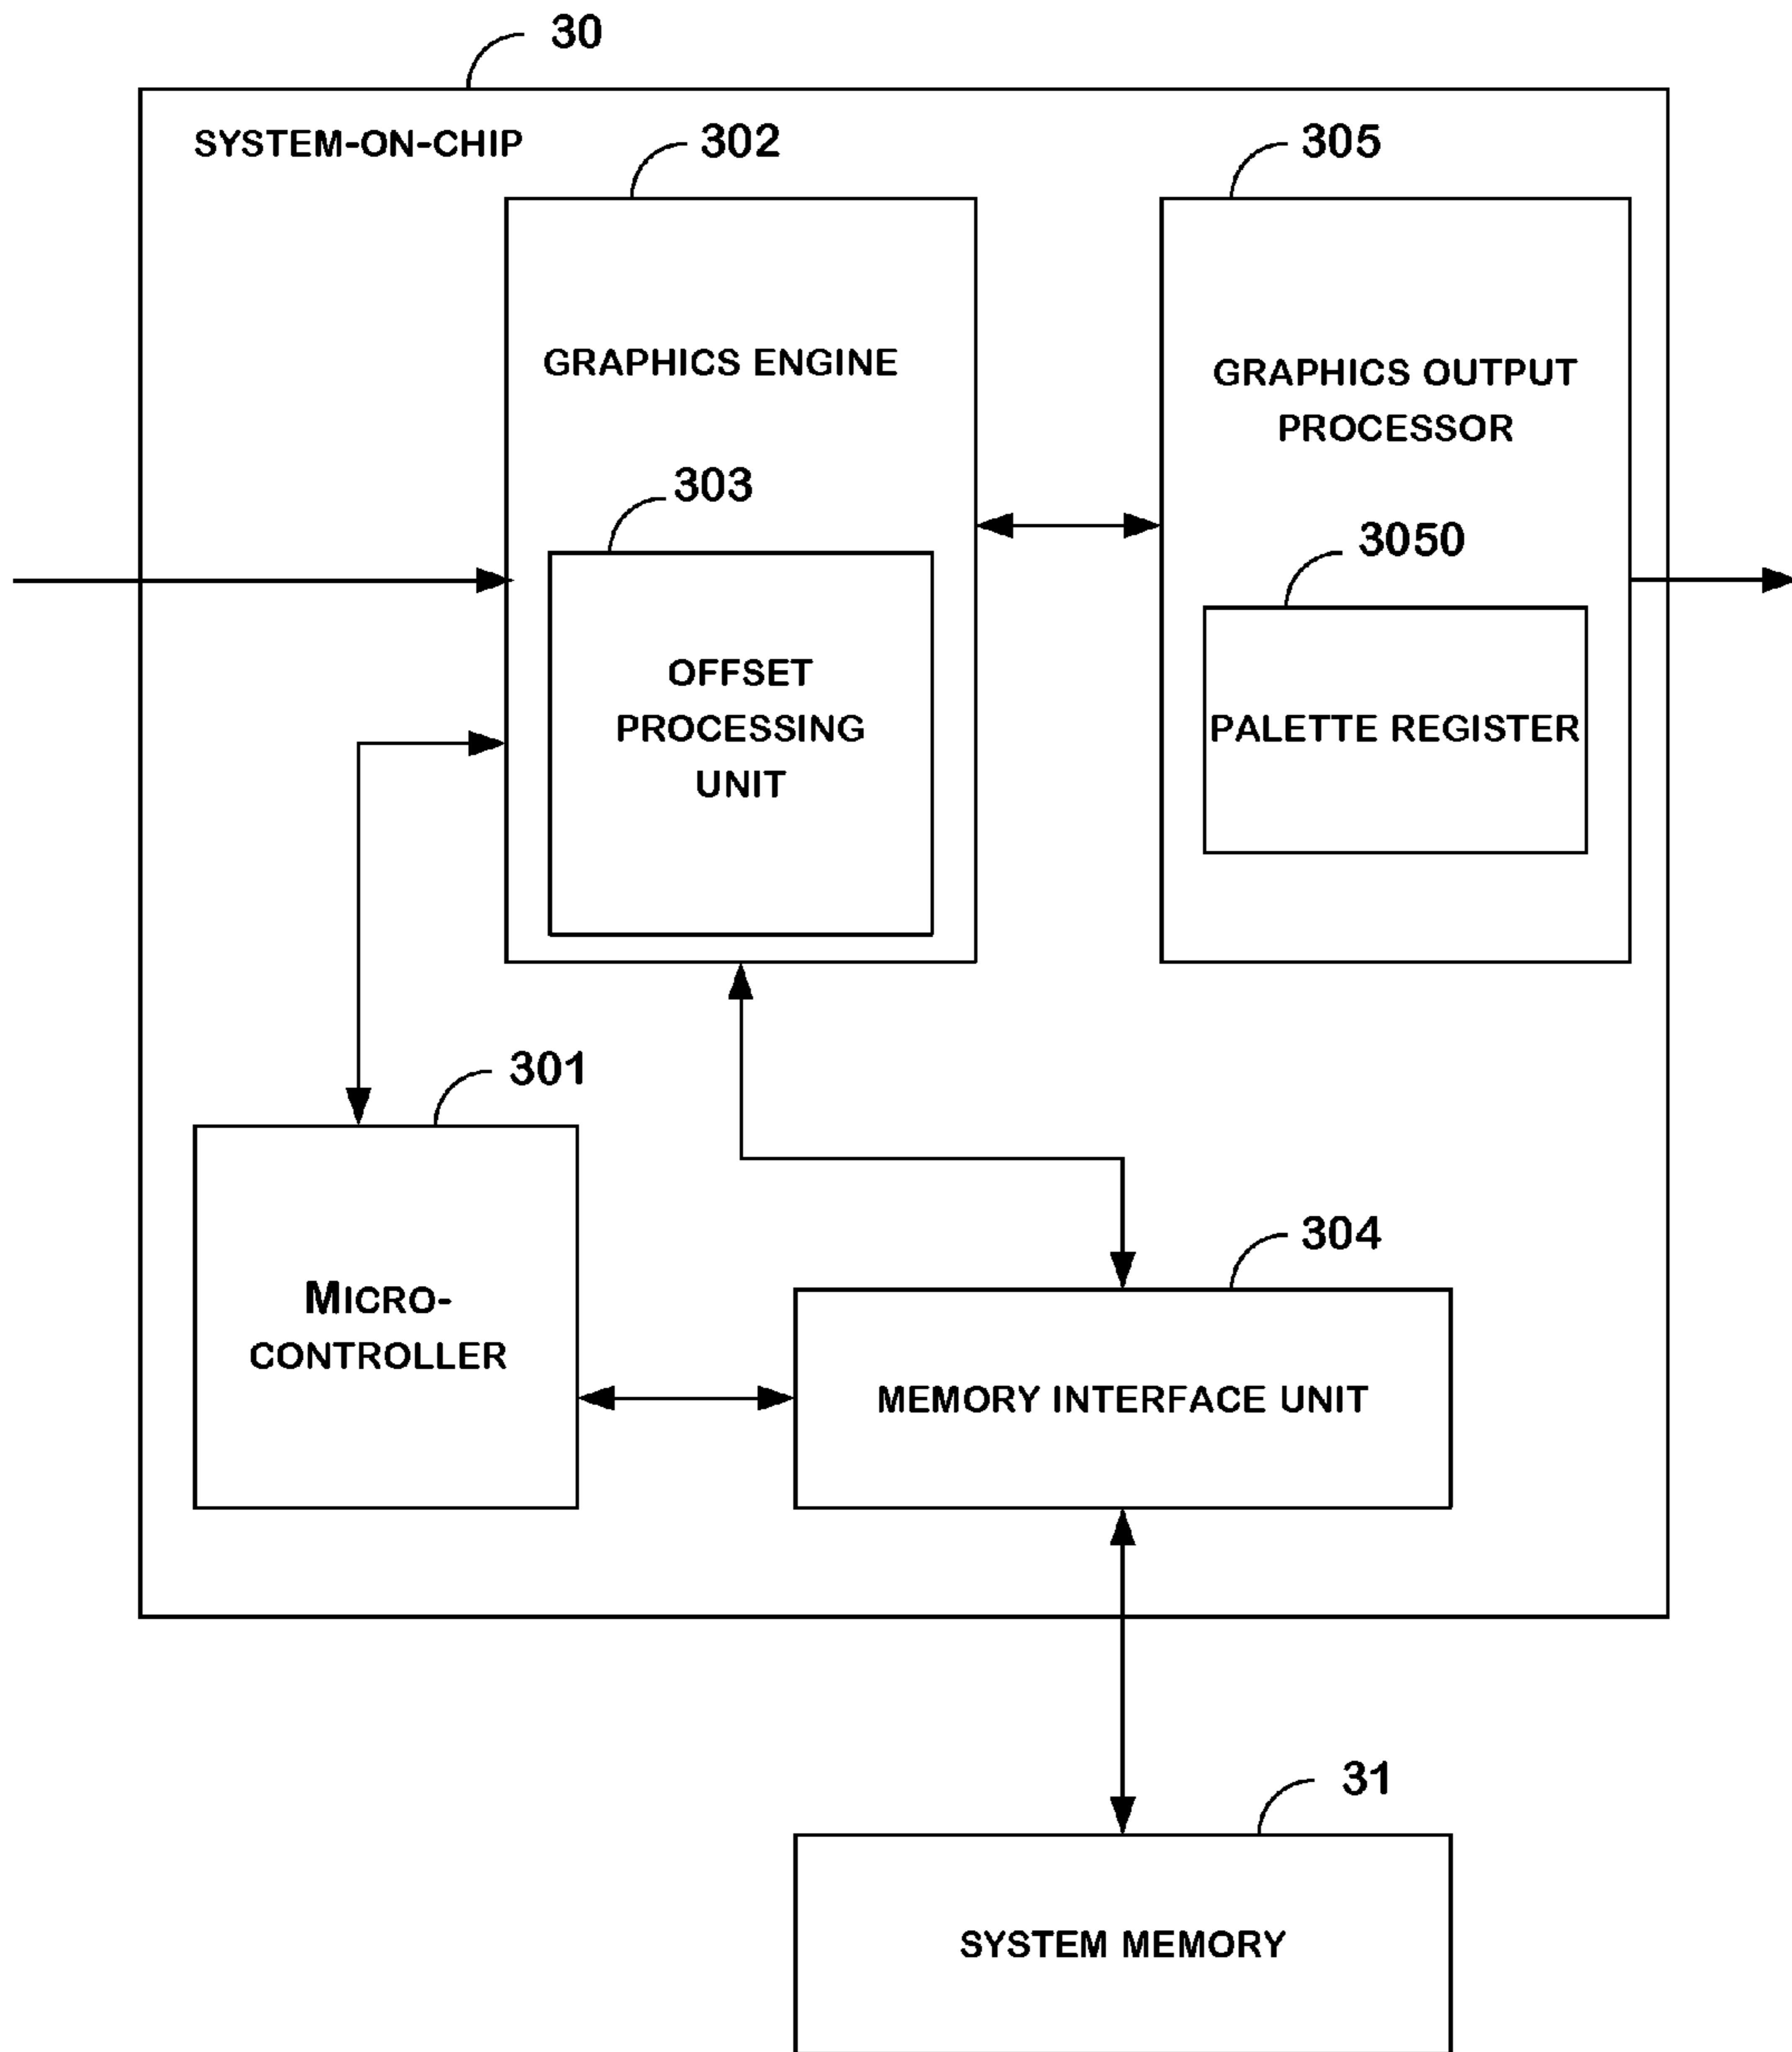 30
SYSTEM-ON-CHIP
302
305
GRAPHICS ENGINE
GRAPHICS OUTPUT
PROCESSOR
303
3050
OFFSET
PROCESSING
UNIT
PALETTE REGISTER
301
304
MICRO-
CONTROLLER
MEMORY INTERFACE UNIT
31
SYSTEM MEMORY